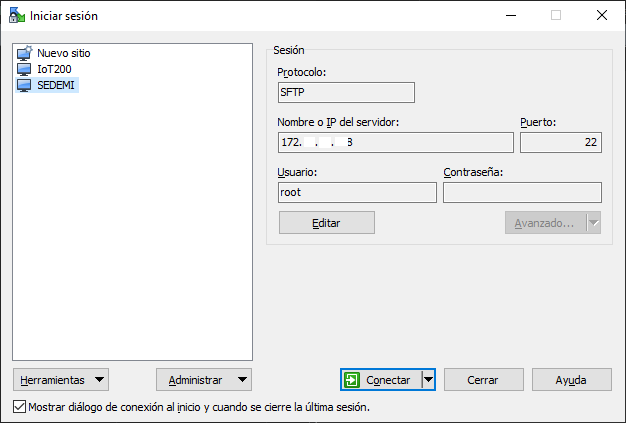 Iniciar sesión
Nuevo sitio
IoT200
SEDEMI
Sesión
Protocolo:
SFTP
Nombre o IP del servidor: Puerto:
172. . . 22
Usuario: Contraseña:
root
Editar Avanzado...
Herramientas Administrar Conectar Cerrar Ayuda
Mostrar diálogo de conexión al inicio y cuando se cierre la última sesión.